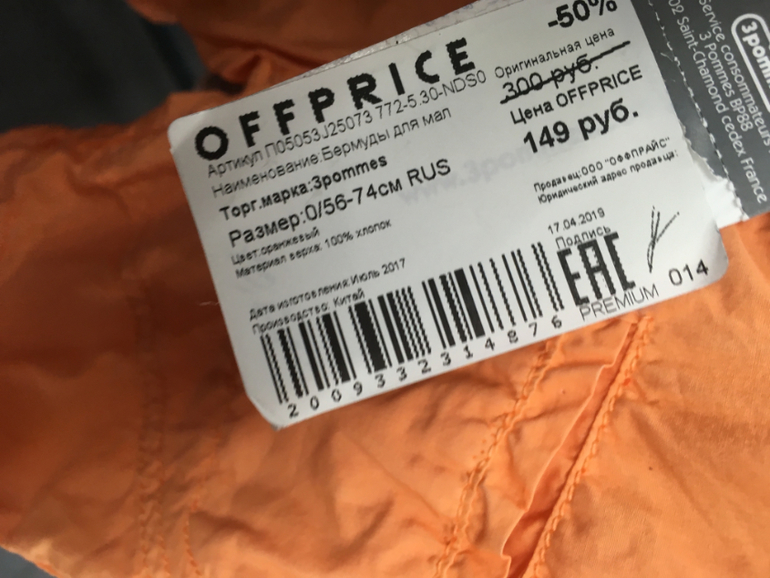 OFFPRICE
Артикул П05053J25073 772-5.30-NDS0
Наименование:Бермуды для мал
Торг.марка:3pommes
Размер:0/56-74см RUS
Цвет:оранжевый
Материал верха: 100% хлопок
Дата изготовления:Июль 2017
Производство: Китай
-50%
Оригинальная цена
300 руб.
Цена OFFPRICE
149 руб.
Продавец:ООО "ОФФПРАЙС"
Юридический адрес продавца:
17.04.2019
Подпись
EAC
PREMIUM 014
2009332314876
3pom
Service consommateurs
3 Pommes BP88
02 Saint-Chamond cedex France